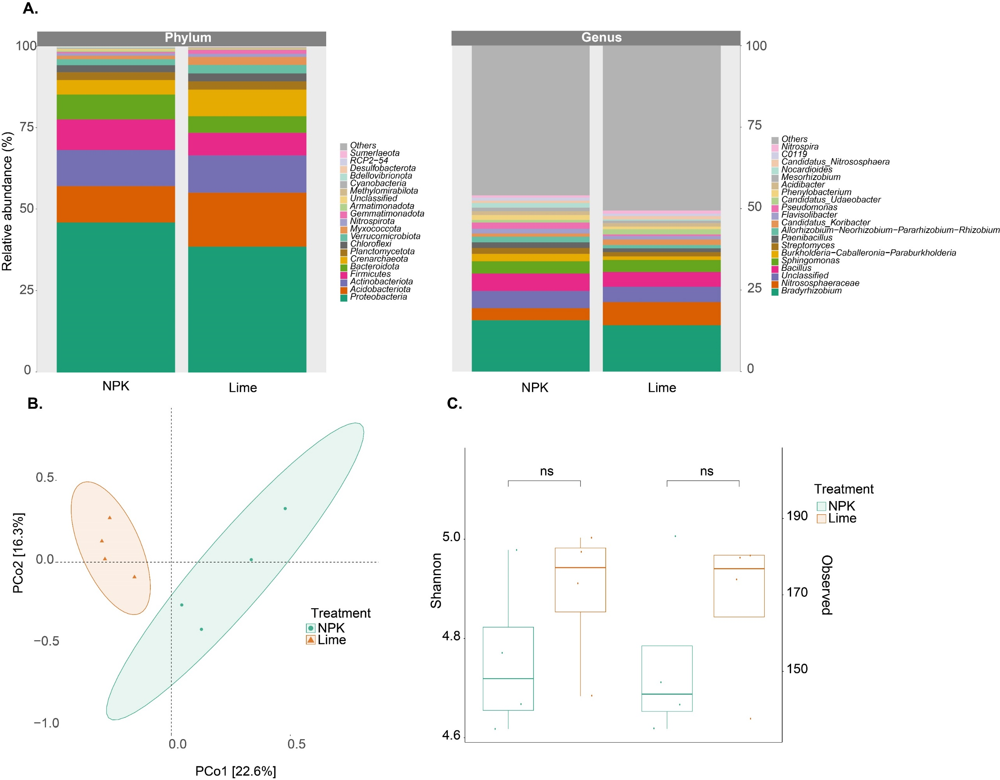 A.
Phylum
Genus
Relative abundance (%)
100
75
50
25
0
NPK
Lime
Others
Sumerlaeota
RCP2−54
Desulfobacterota
Bdellovibrionota
Cyanobacteria
Methylomirabilota
Unclassified
Armatimonadota
Gemmatimonadota
Nitrospirota
Myxococcota
Verrucomicrobiota
Chloroflexi
Planctomycetota
Crenarchaeota
Bacteroidota
Firmicutes
Actinobacteriota
Acidobacteriota
Proteobacteria
100
75
50
25
0
NPK
Lime
Others
Nitrospira
C0119
Candidatus_Nitrososphaera
Nocardioides
Mesorhizobium
Acidibacter
Phenylobacterium
Candidatus_Udaeobacter
Pseudomonas
Flavisolibacter
Candidatus_Koribacter
Allorhizobium−Neorhizobium−Pararhizobium−Rhizobium
Paenibacillus
Streptomyces
Burkholderia−Caballeronia−Paraburkholderia
Sphingomonas
Bacillus
Unclassified
Nitrososphaeraceae
Bradyrhizobium
B.
PCo2 [16.3%]
0.5
0.0
−0.5
−1.0
0.0
0.5
PCo1 [22.6%]
Treatment
NPK
Lime
C.
Shannon
5.0
4.8
4.6
ns
ns
190
170
150
Observed
Treatment
NPK
Lime